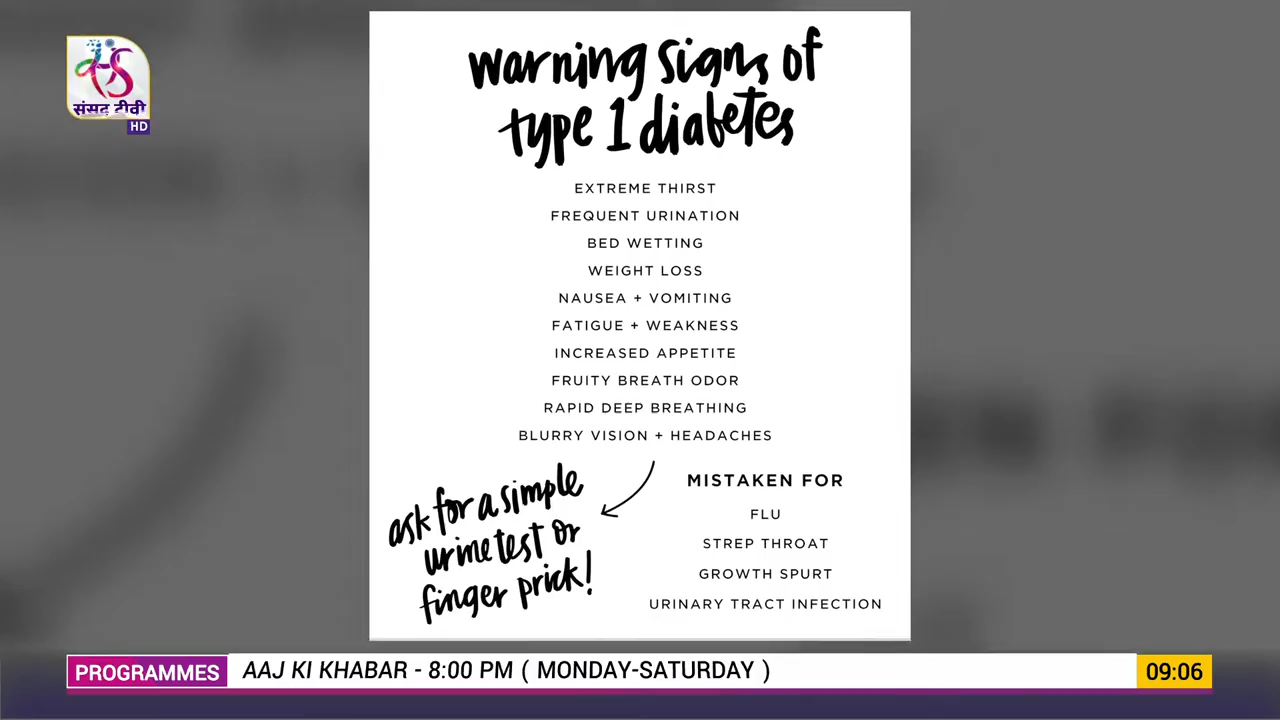 संसद टीवी
HD
warning signs of
type 1 diabetes
EXTREME THIRST
FREQUENT URINATION
BED WETTING
WEIGHT LOSS
NAUSEA + VOMITING
FATIGUE + WEAKNESS
INCREASED APPETITE
FRUITY BREATH ODOR
RAPID DEEP BREATHING
BLURRY VISION + HEADACHES
ask for a simple
urine test or
finger prick!
MISTAKEN FOR
FLU
STREP THROAT
GROWTH SPURT
URINARY TRACT INFECTION
PROGRAMMES
AAJ KI KHABAR - 8:00 PM ( MONDAY-SATURDAY )
09:06